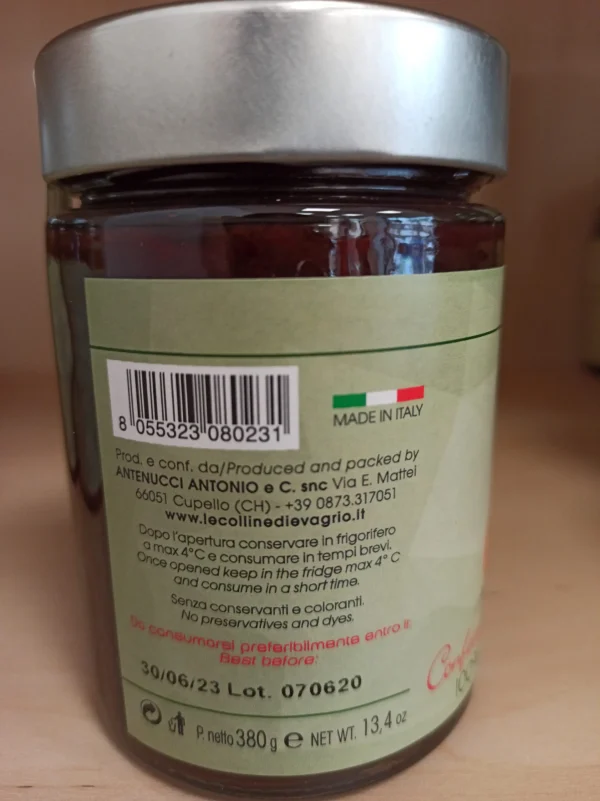 8 055323 080231
MADE IN ITALY
Prod. e conf. da/Produced and packed by
ANTENUCCI ANTONIO e C. snc Via E. Mattei
66051 Cupello (CH) - +39 0873.317051
www.lecollinedievagrio.it
Dopo l'apertura conservare in frigorifero
a max 4°C e consumare in tempi brevi.
Once opened keep in the fridge max 4° C
and consume in a short time.
Senza conservanti e coloranti.
No preservatives and dyes.
Da consumarsi preferibilmente entro il:
Best before:
30/06/23 Lot. 070620
P. netto 380 g e NET WT. 13,4 oz